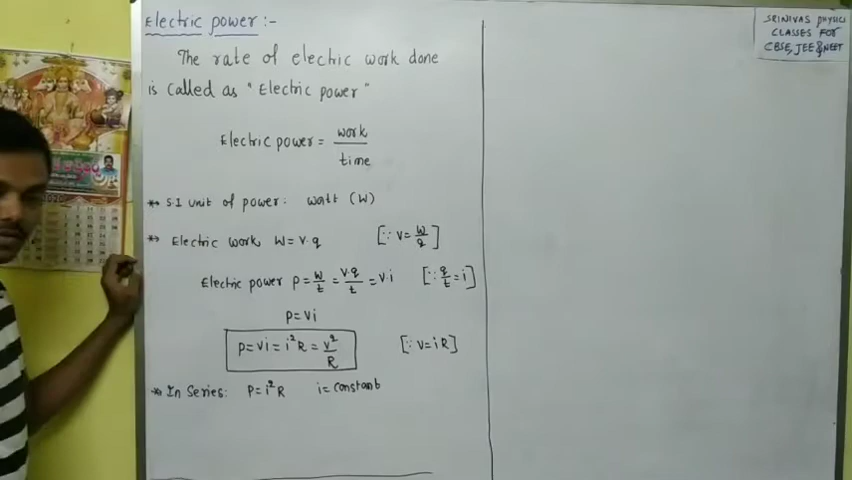 Electric power :-
The rate of electric work done
is called as "Electric power"
Electric power = work / time
** S.I unit of power: watt (W)
** Electric work W = V·q [∵ V = W/q]
Electric power P = W/t = V·q/t = V·i [∵ q/t = i]
P = Vi
P = Vi = i²R = V²/R [∵ V = iR]
** In Series: P = i²R i = constant
SRINIVAS PHYSICS
CLASSES FOR
CBSE, JEE & NEET
2020